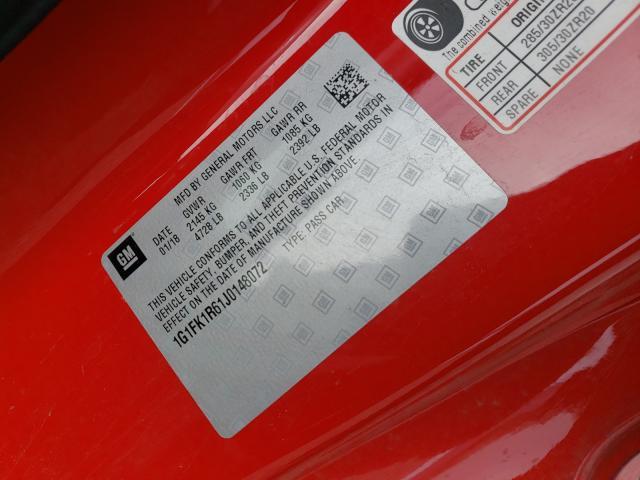 GM
MFD BY GENERAL MOTORS LLC
DATE GVWR GAWR FRT GAWR RR
01/18 2145 KG 1060 KG 1085 KG
4728 LB 2336 LB 2392 LB
THIS VEHICLE CONFORMS TO ALL APPLICABLE U.S. FEDERAL MOTOR
VEHICLE SAFETY, BUMPER, AND THEFT PREVENTION STANDARDS IN
EFFECT ON THE DATE OF MANUFACTURE SHOWN ABOVE.
1G1FK1R61J0148072 TYPE: PASS CAR
The combined
TIRE
FRONT 285/30ZR20
REAR 305/30ZR20
SPARE NONE